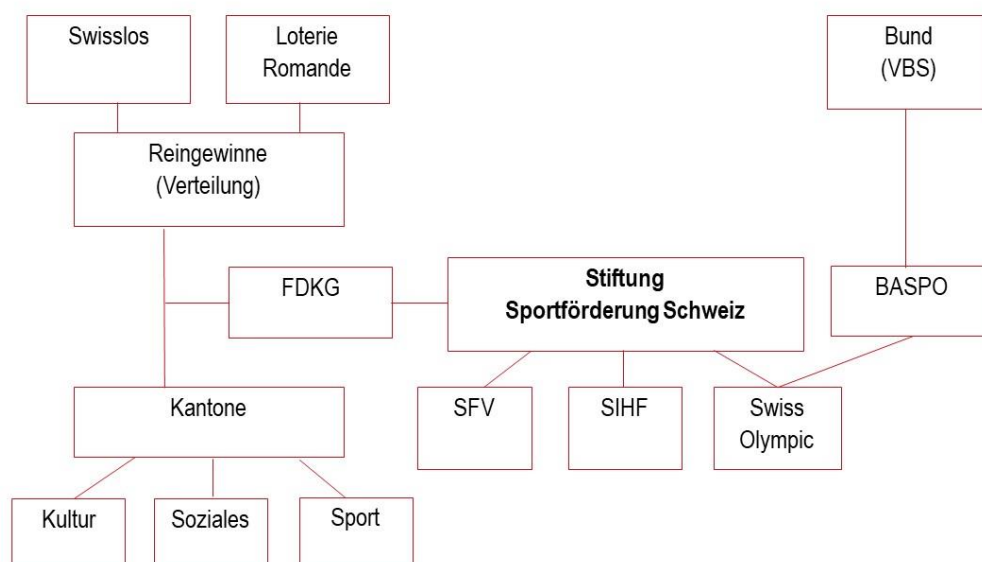 Swisslos
Loterie
Romande
Bund
(VBS)
Reingewinne
(Verteilung)
FDKG
Stiftung
Sportförderung Schweiz
BASPO
Kantone
SFV
SIHF
Swiss
Olympic
Kultur
Soziales
Sport